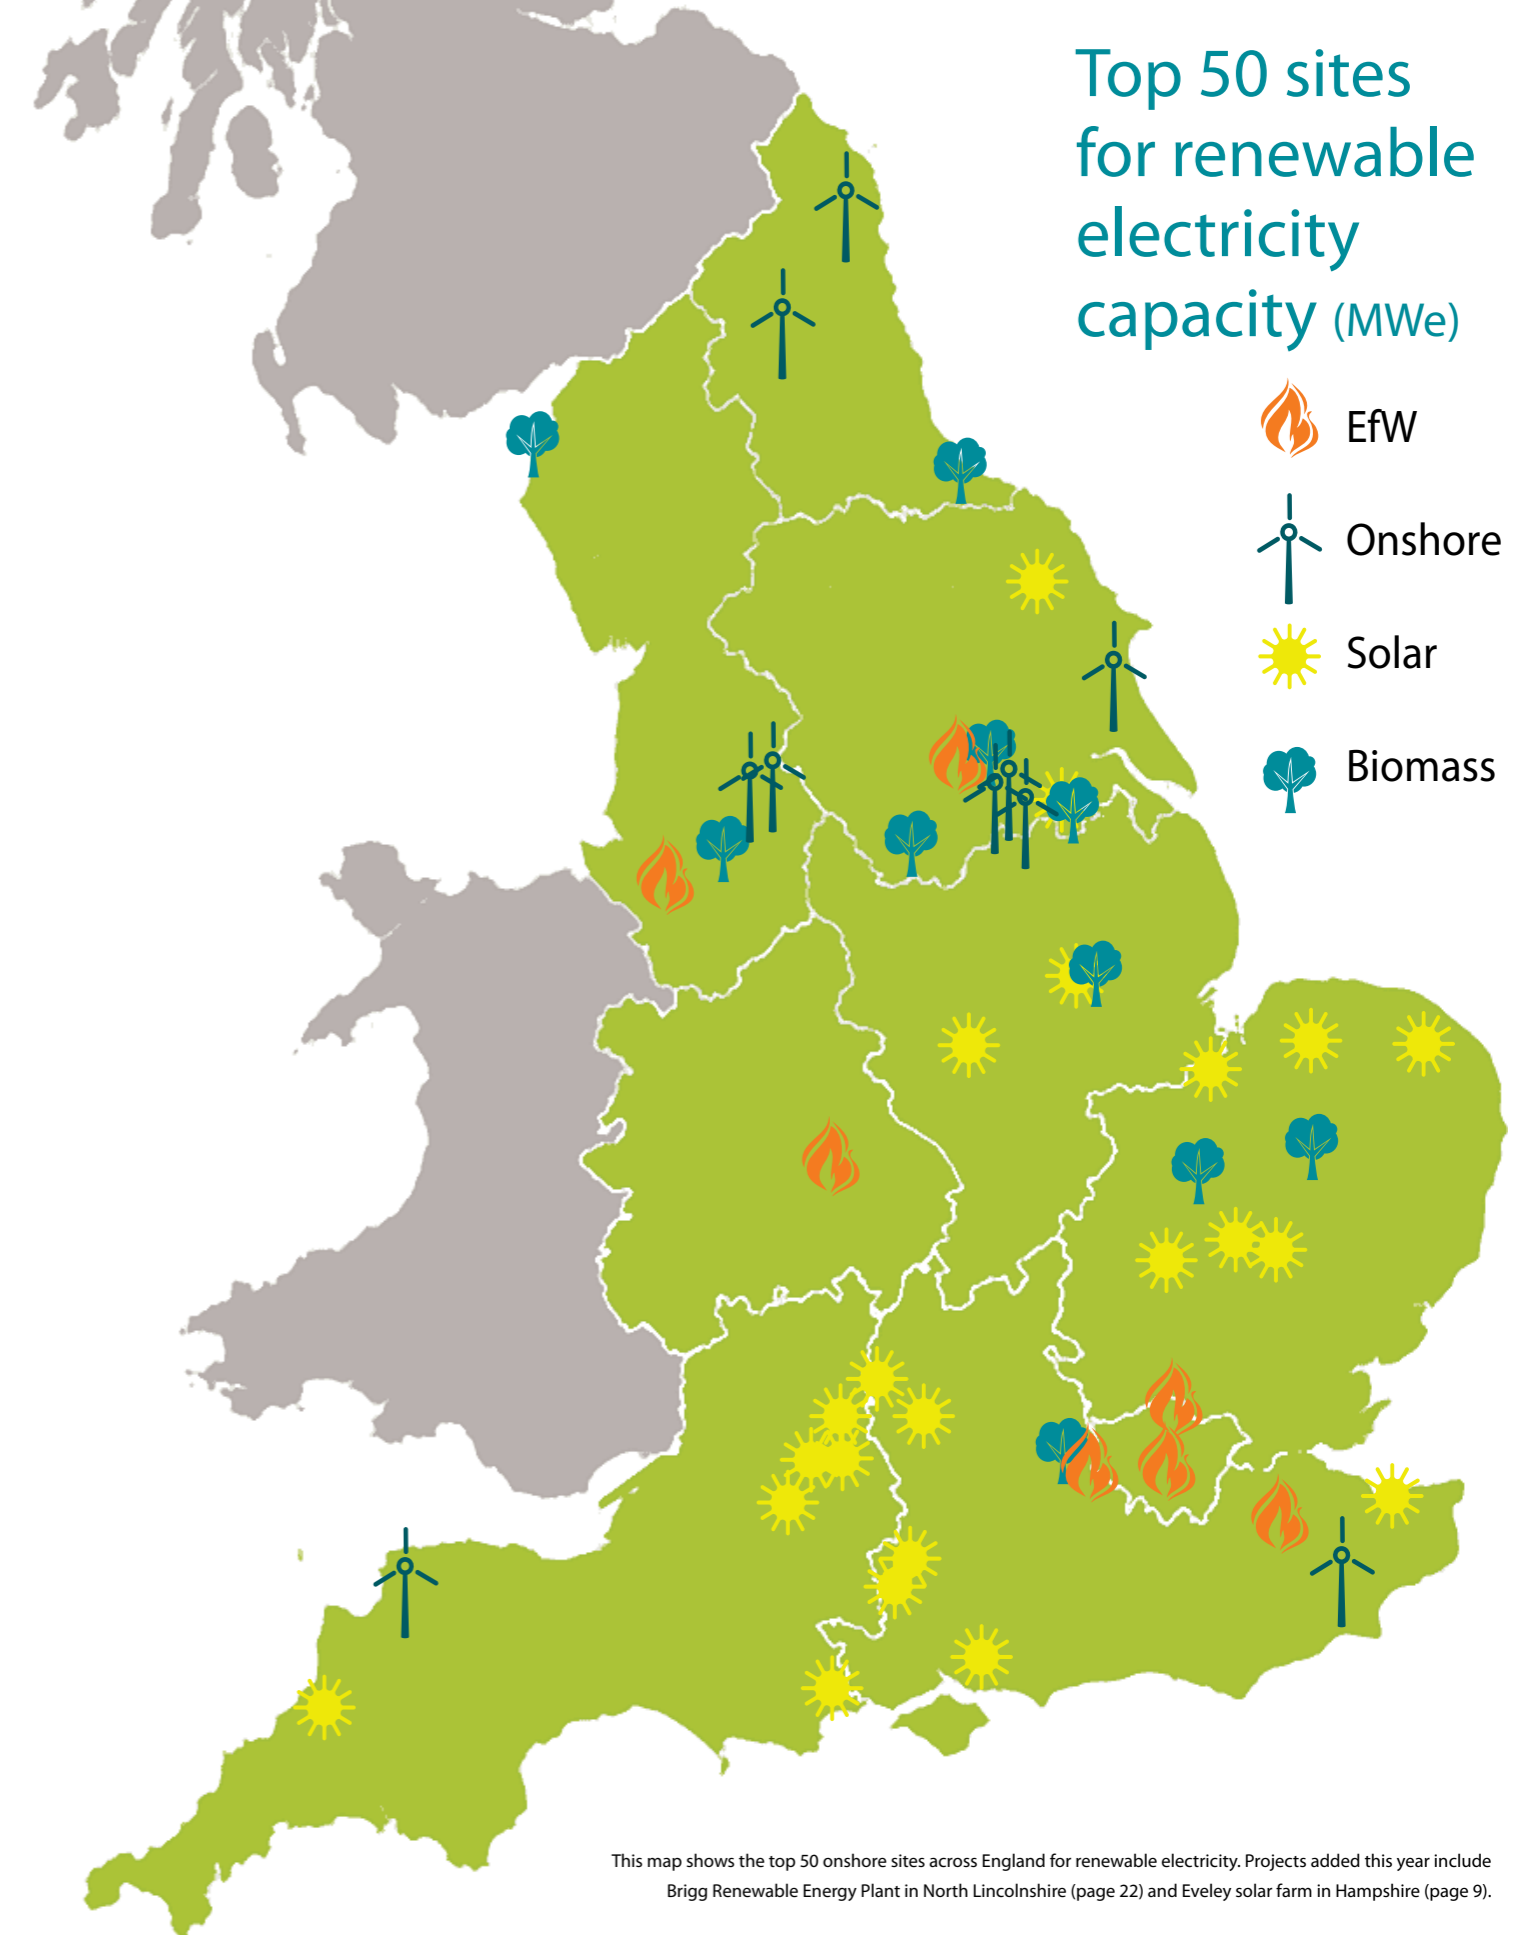 Top 50 sites
for renewable
electricity
capacity (MWe)
EfW
Onshore
Solar
Biomass
This map shows the top 50 onshore sites across England for renewable electricity. Projects added this year include
Brigg Renewable Energy Plant in North Lincolnshire (page 22) and Eveley solar farm in Hampshire (page 9).